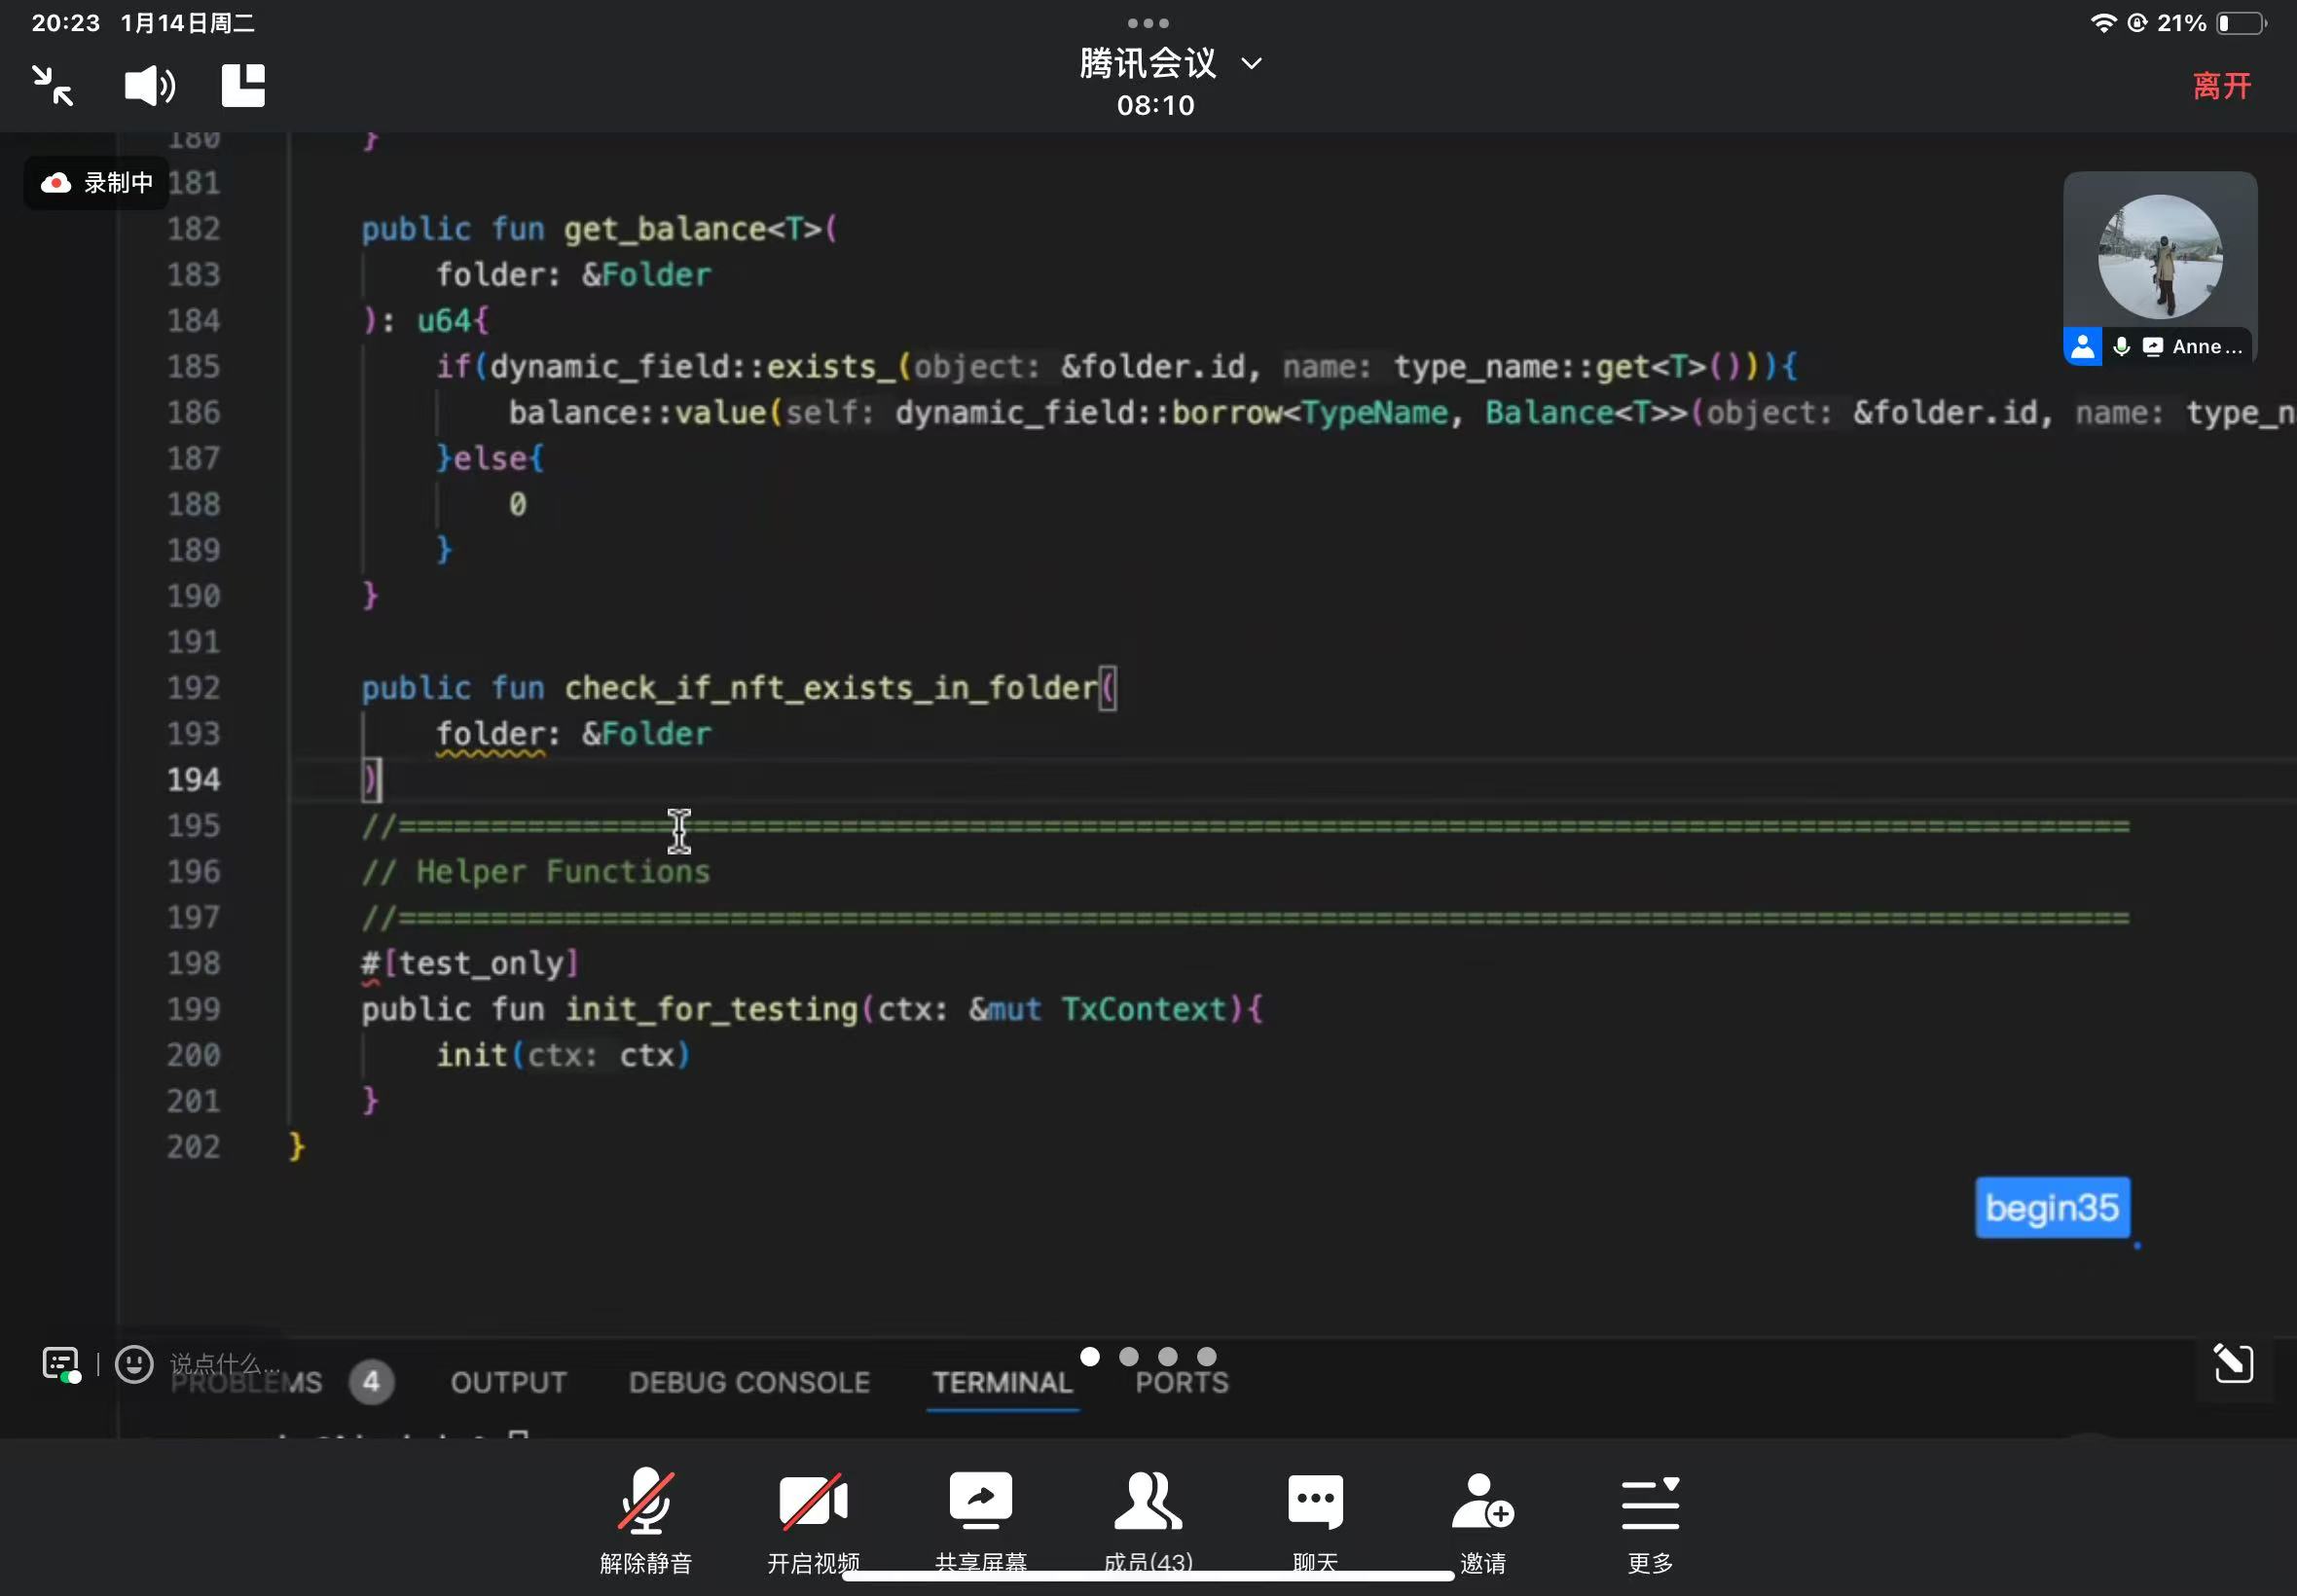 20:23 1月14日周二
21%
腾讯会议
08:10
离开
录制中
180 }
181
182 public fun get_balance<T>(
183 folder: &Folder
184 ): u64{
185 if(dynamic_field::exists_(object: &folder.id, name: type_name::get<T>())){
186 balance::value(self: dynamic_field::borrow<TypeName, Balance<T>>(object: &folder.id, name: type_n
187 }else{
188 0
189 }
190 }
191
192 public fun check_if_nft_exists_in_folder(
193 folder: &Folder
194 )
195 //==============================================================================================
196 // Helper Functions
197 //==============================================================================================
198 #[test_only]
199 public fun init_for_testing(ctx: &mut TxContext){
200 init(ctx: ctx)
201 }
202 }
Anne...
begin35
说点什么...
PROBLEMS 4 OUTPUT DEBUG CONSOLE TERMINAL PORTS
解除静音 开启视频 共享屏幕 成员(43) 聊天 邀请 更多